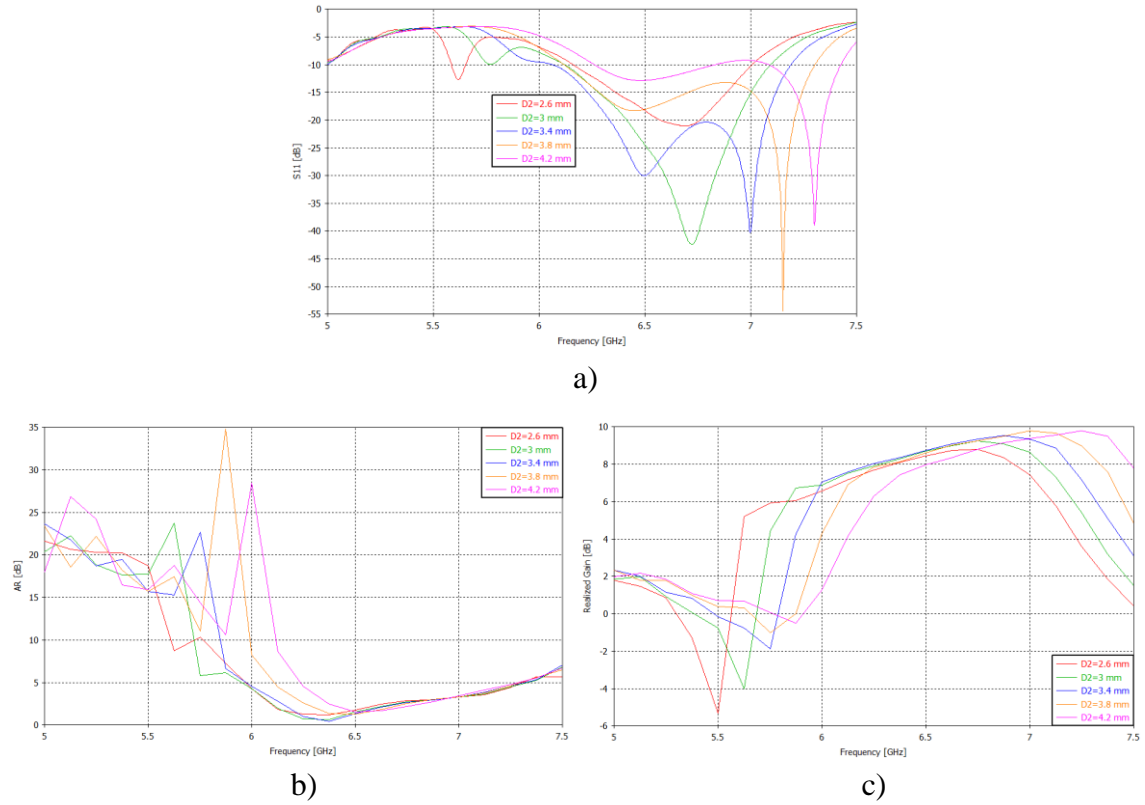 0
-5
-10
-15
-20
-25
-30
-35
-40
-45
-50
-55
S11 [dB]
D2=2.6 mm
D2=3 mm
D2=3.4 mm
D2=3.8 mm
D2=4.2 mm
5 5.5 6 6.5 7 7.5
Frequency [GHz]
a)
35
30
25
20
15
10
5
0
AR [dB]
D2=2.6 mm
D2=3 mm
D2=3.4 mm
D2=3.8 mm
D2=4.2 mm
5 5.5 6 6.5 7 7.5
Frequency [GHz]
b)
10
8
6
4
2
0
-2
-4
-6
Realized Gain [dB]
D2=2.6 mm
D2=3 mm
D2=3.4 mm
D2=3.8 mm
D2=4.2 mm
5 5.5 6 6.5 7 7.5
Frequency [GHz]
c)